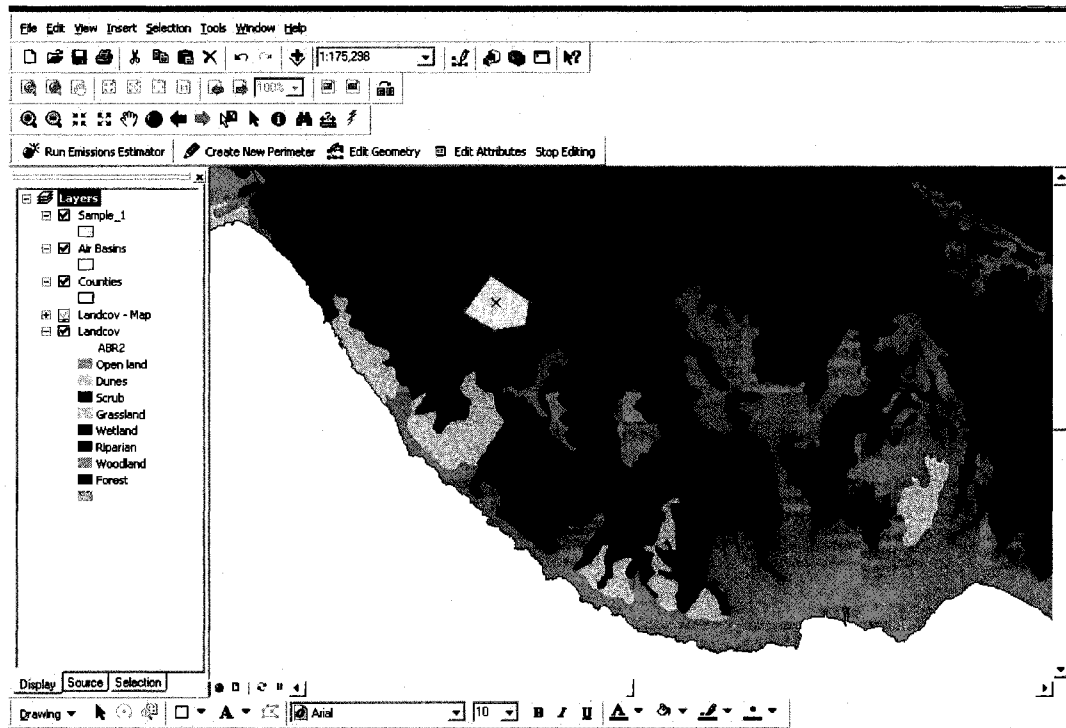 File Edit View Insert Selection Tools Window Help
1:175,298
100%
Run Emissions Estimator Create New Perimeter Edit Geometry Edit Attributes Stop Editing
Layers
Sample_1
Air Basins
Counties
Landcov - Map
Landcov
ABR2
Open land
Dunes
Scrub
Grassland
Wetland
Riparian
Woodland
Forest
Display Source Selection
Drawing A Arial 10 B I U A